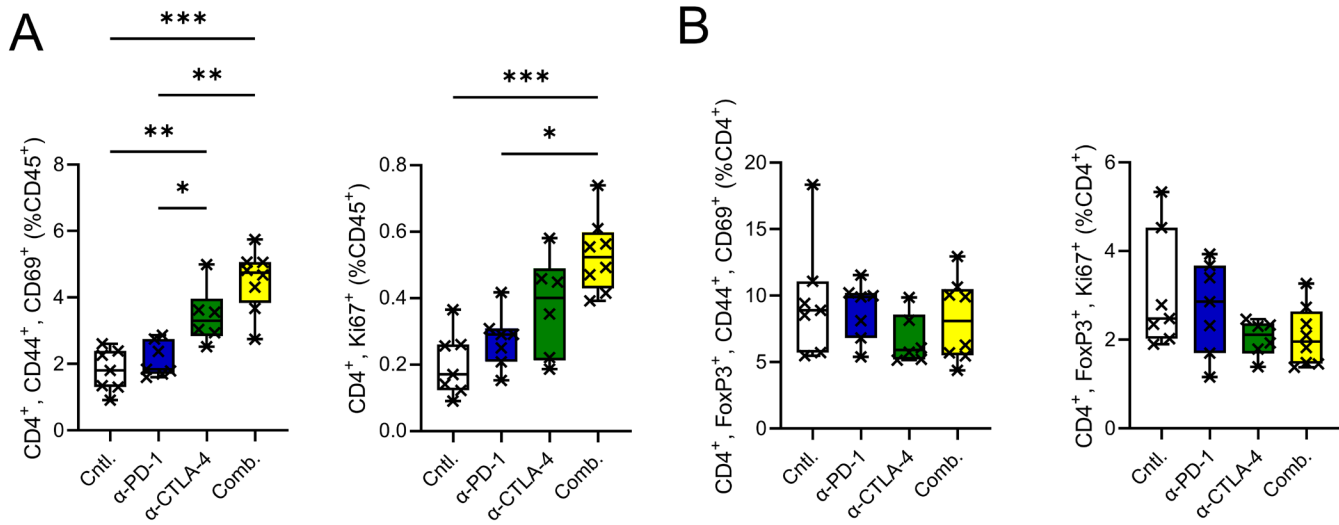 A
B
***
**
**
*
CD4⁺, CD44⁺, CD69⁺ (%CD45⁺)
8
6
4
2
0
Cntl.
α-PD-1
α-CTLA-4
Comb.
***
*
CD4⁺, Ki67⁺ (%CD45⁺)
0.8
0.6
0.4
0.2
0.0
Cntl.
α-PD-1
α-CTLA-4
Comb.
CD4⁺, FoxP3⁺, CD44⁺, CD69⁺ (%CD4⁺)
20
15
10
5
0
Cntl.
α-PD-1
α-CTLA-4
Comb.
CD4⁺, FoxP3⁺, Ki67⁺ (%CD4⁺)
6
4
2
0
Cntl.
α-PD-1
α-CTLA-4
Comb.